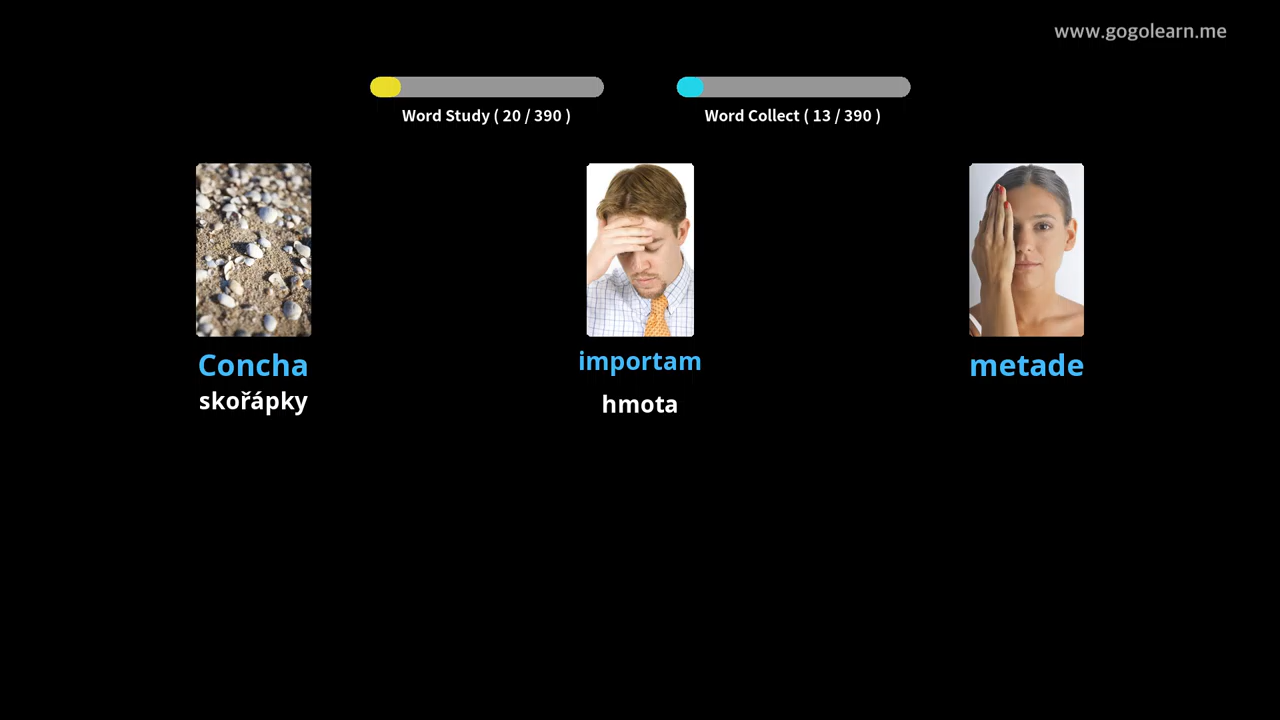 www.gogolearn.me
Word Study ( 20 / 390 )
Word Collect ( 13 / 390 )
Concha
skořápky
importam
hmota
metade